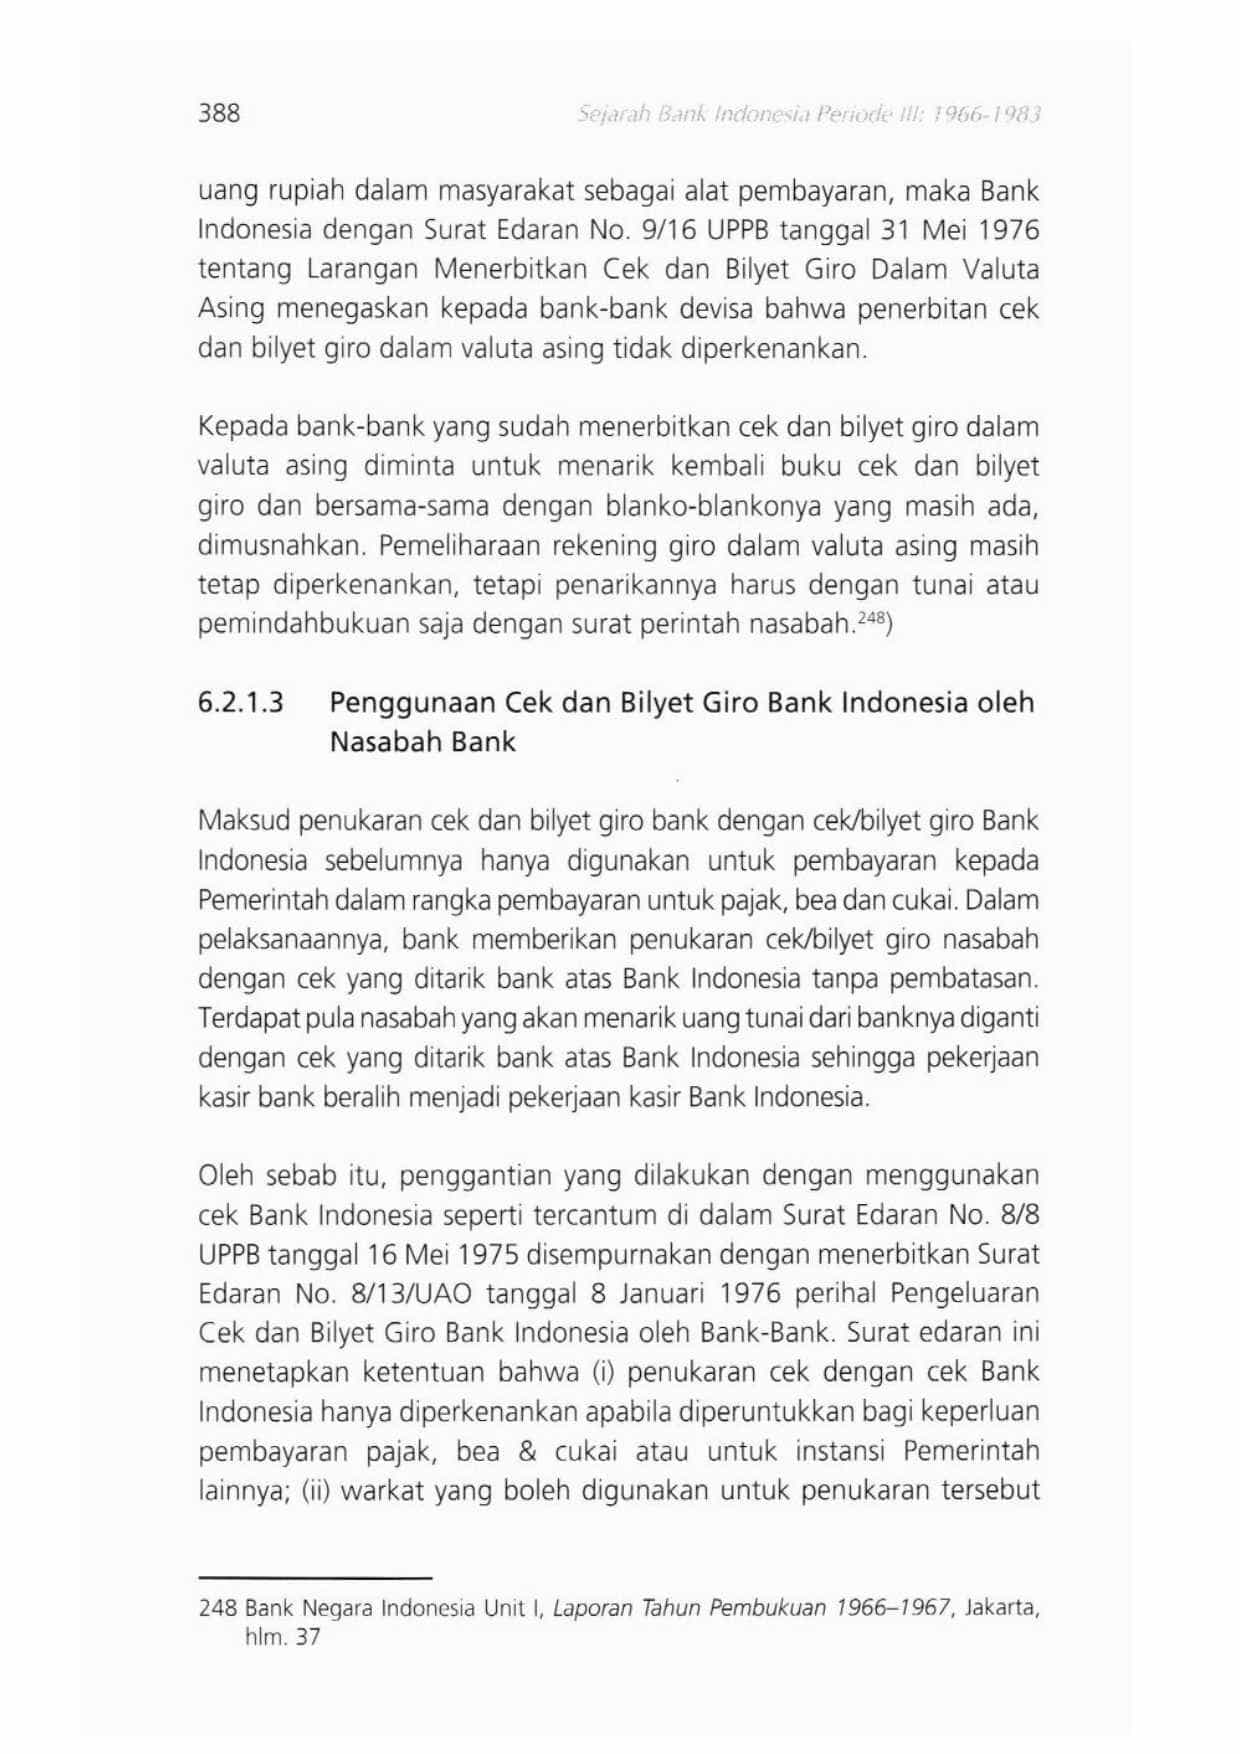 388
Sejarah Bank Indonesia Periode III: 1966-1983
uang rupiah dalam masyarakat sebagai alat pembayaran, maka Bank
Indonesia dengan Surat Edaran No. 9/16 UPPB tanggal 31 Mei 1976
tentang Larangan Menerbitkan Cek dan Bilyet Giro Dalam Valuta
Asing menegaskan kepada bank-bank devisa bahwa penerbitan cek
dan bilyet giro dalam valuta asing tidak diperkenankan.
Kepada bank-bank yang sudah menerbitkan cek dan bilyet giro dalam
valuta asing diminta untuk menarik kembali buku cek dan bilyet
giro dan bersama-sama dengan blanko-blankonya yang masih ada,
dimusnahkan. Pemeliharaan rekening giro dalam valuta asing masih
tetap diperkenankan, tetapi penarikannya harus dengan tunai atau
pemindahbukuan saja dengan surat perintah nasabah.248)
6.2.1.3 Penggunaan Cek dan Bilyet Giro Bank Indonesia oleh
Nasabah Bank
Maksud penukaran cek dan bilyet giro bank dengan cek/bilyet giro Bank
Indonesia sebelumnya hanya digunakan untuk pembayaran kepada
Pemerintah dalam rangka pembayaran untuk pajak, bea dan cukai. Dalam
pelaksanaannya, bank memberikan penukaran cek/bilyet giro nasabah
dengan cek yang ditarik bank atas Bank Indonesia tanpa pembatasan.
Terdapat pula nasabah yang akan menarik uang tunai dari banknya diganti
dengan cek yang ditarik bank atas Bank Indonesia sehingga pekerjaan
kasir bank beralih menjadi pekerjaan kasir Bank Indonesia.
Oleh sebab itu, penggantian yang dilakukan dengan menggunakan
cek Bank Indonesia seperti tercantum di dalam Surat Edaran No. 8/8
UPPB tanggal 16 Mei 1975 disempurnakan dengan menerbitkan Surat
Edaran No. 8/13/UAO tanggal 8 Januari 1976 perihal Pengeluaran
Cek dan Bilyet Giro Bank Indonesia oleh Bank-Bank. Surat edaran ini
menetapkan ketentuan bahwa (i) penukaran cek dengan cek Bank
Indonesia hanya diperkenankan apabila diperuntukkan bagi keperluan
pembayaran pajak, bea & cukai atau untuk instansi Pemerintah
lainnya; (ii) warkat yang boleh digunakan untuk penukaran tersebut
248 Bank Negara Indonesia Unit I, Laporan Tahun Pembukuan 1966–1967, Jakarta,
hlm. 37